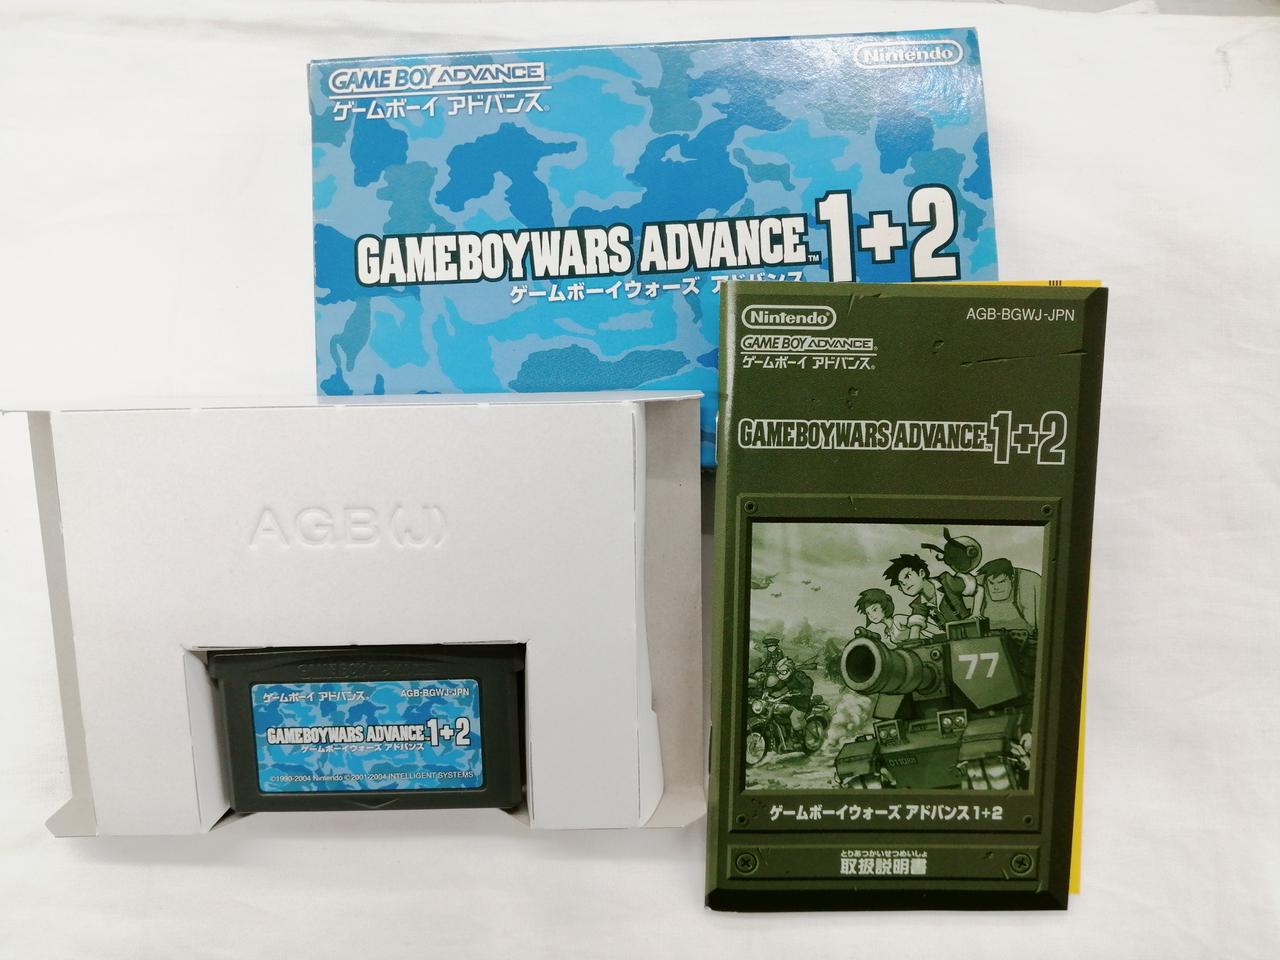 GAME BOY ADVANCE
ゲームボーイ アドバンス®
Nintendo
GAMEBOYWARS ADVANCE™ 1+2
ゲームボーイウォーズ アドバンス
AGB(J)
GAME BOY ADVANCE
ゲームボーイ アドバンス®
AGB-BGWJ-JPN
GAMEBOYWARS ADVANCE™ 1+2
ゲームボーイウォーズ アドバンス
©1990-2004 Nintendo ©2001-2004 INTELLIGENT SYSTEMS
Nintendo®
AGB-BGWJ-JPN
GAME BOY ADVANCE®
ゲームボーイ アドバンス®
GAMEBOYWARS ADVANCE™ 1+2
77
ゲームボーイウォーズ アドバンス 1+2
とりあつかいせつめいしょ
取扱説明書